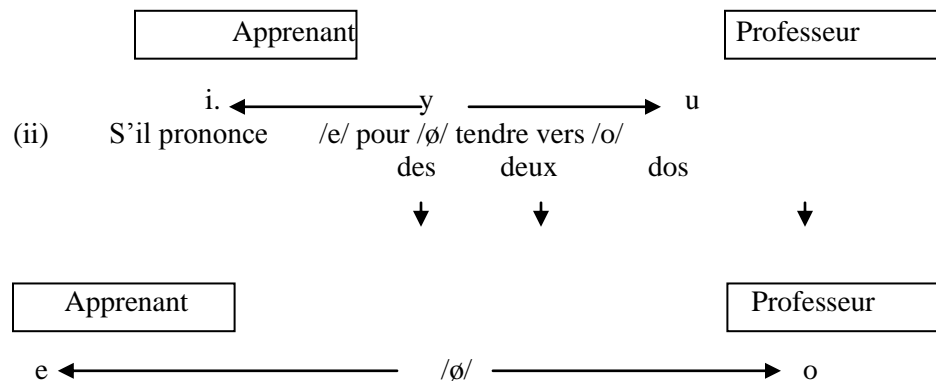 Apprenant Professeur
i. y u
(ii) S'il prononce /e/ pour /ø/ tendre vers /o/
des deux dos
Apprenant Professeur
e /ø/ o